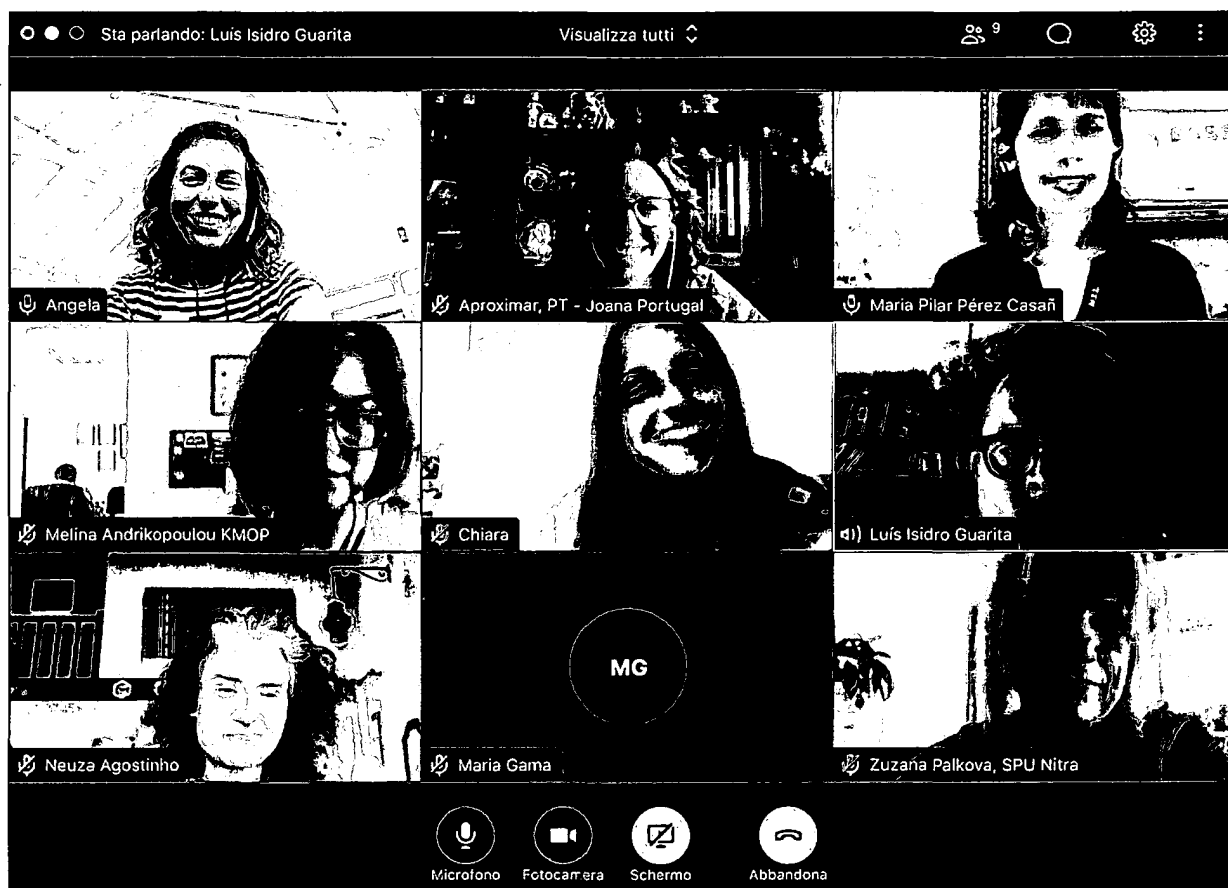 Sta parlando: Luís Isidro Guarita
Visualizza tutti
9
Angela
Aproximar, PT - Joana Portugal
Maria Pilar Pérez Casañ
Melina Andrikopoulou KMOP
Chiara
Luís Isidro Guarita
Neuza Agostinho
MG
Maria Gama
Zuzana Palkova, SPU Nitra
Microfono
Fotocamera
Schermo
Abbandona